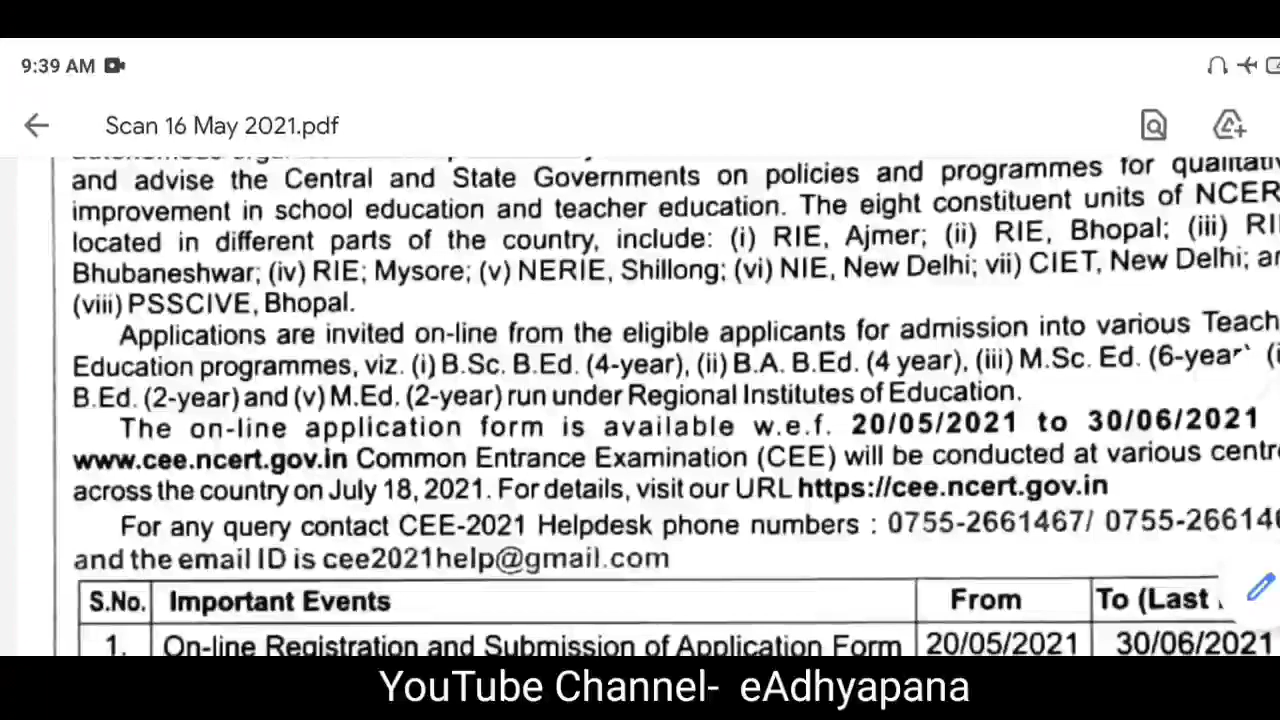 9:39 AM
Scan 16 May 2021.pdf
and advise the Central and State Governments on policies and programmes for
improvement in school education and teacher education. The eight constituent units of NCER
located in different parts of the country, include: (i) RIE, Ajmer; (ii) RIE, Bhopal; (iii)
Bhubaneshwar; (iv) RIE; Mysore; (v) NERIE, Shillong; (vi) NIE, New Delhi; vii) CIET, New Delhi;
(viii) PSSCIVE, Bhopal.
Applications are invited on-line from the eligible applicants for admission into various Teach
Education programmes, viz. (i) B.Sc. B.Ed. (4-year), (ii) B.A. B.Ed. (4 year), (iii) M.Sc. Ed. (6-year
B.Ed. (2-year) and (v) M.Ed. (2-year) run under Regional Institutes of Education.
The on-line application form is available w.e.f. 20/05/2021 to 30/06/2021
www.cee.ncert.gov.in Common Entrance Examination (CEE) will be conducted at various centr
across the country on July 18, 2021. For details, visit our URL https://cee.ncert.gov.in
For any query contact CEE-2021 Helpdesk phone numbers : 0755-2661467/ 0755-26614
and the email ID is cee2021help@gmail.com
S.No. Important Events From To (Last
1. On-line Registration and Submission of Application Form 20/05/2021 30/06/2021
YouTube Channel- eAdhyapana